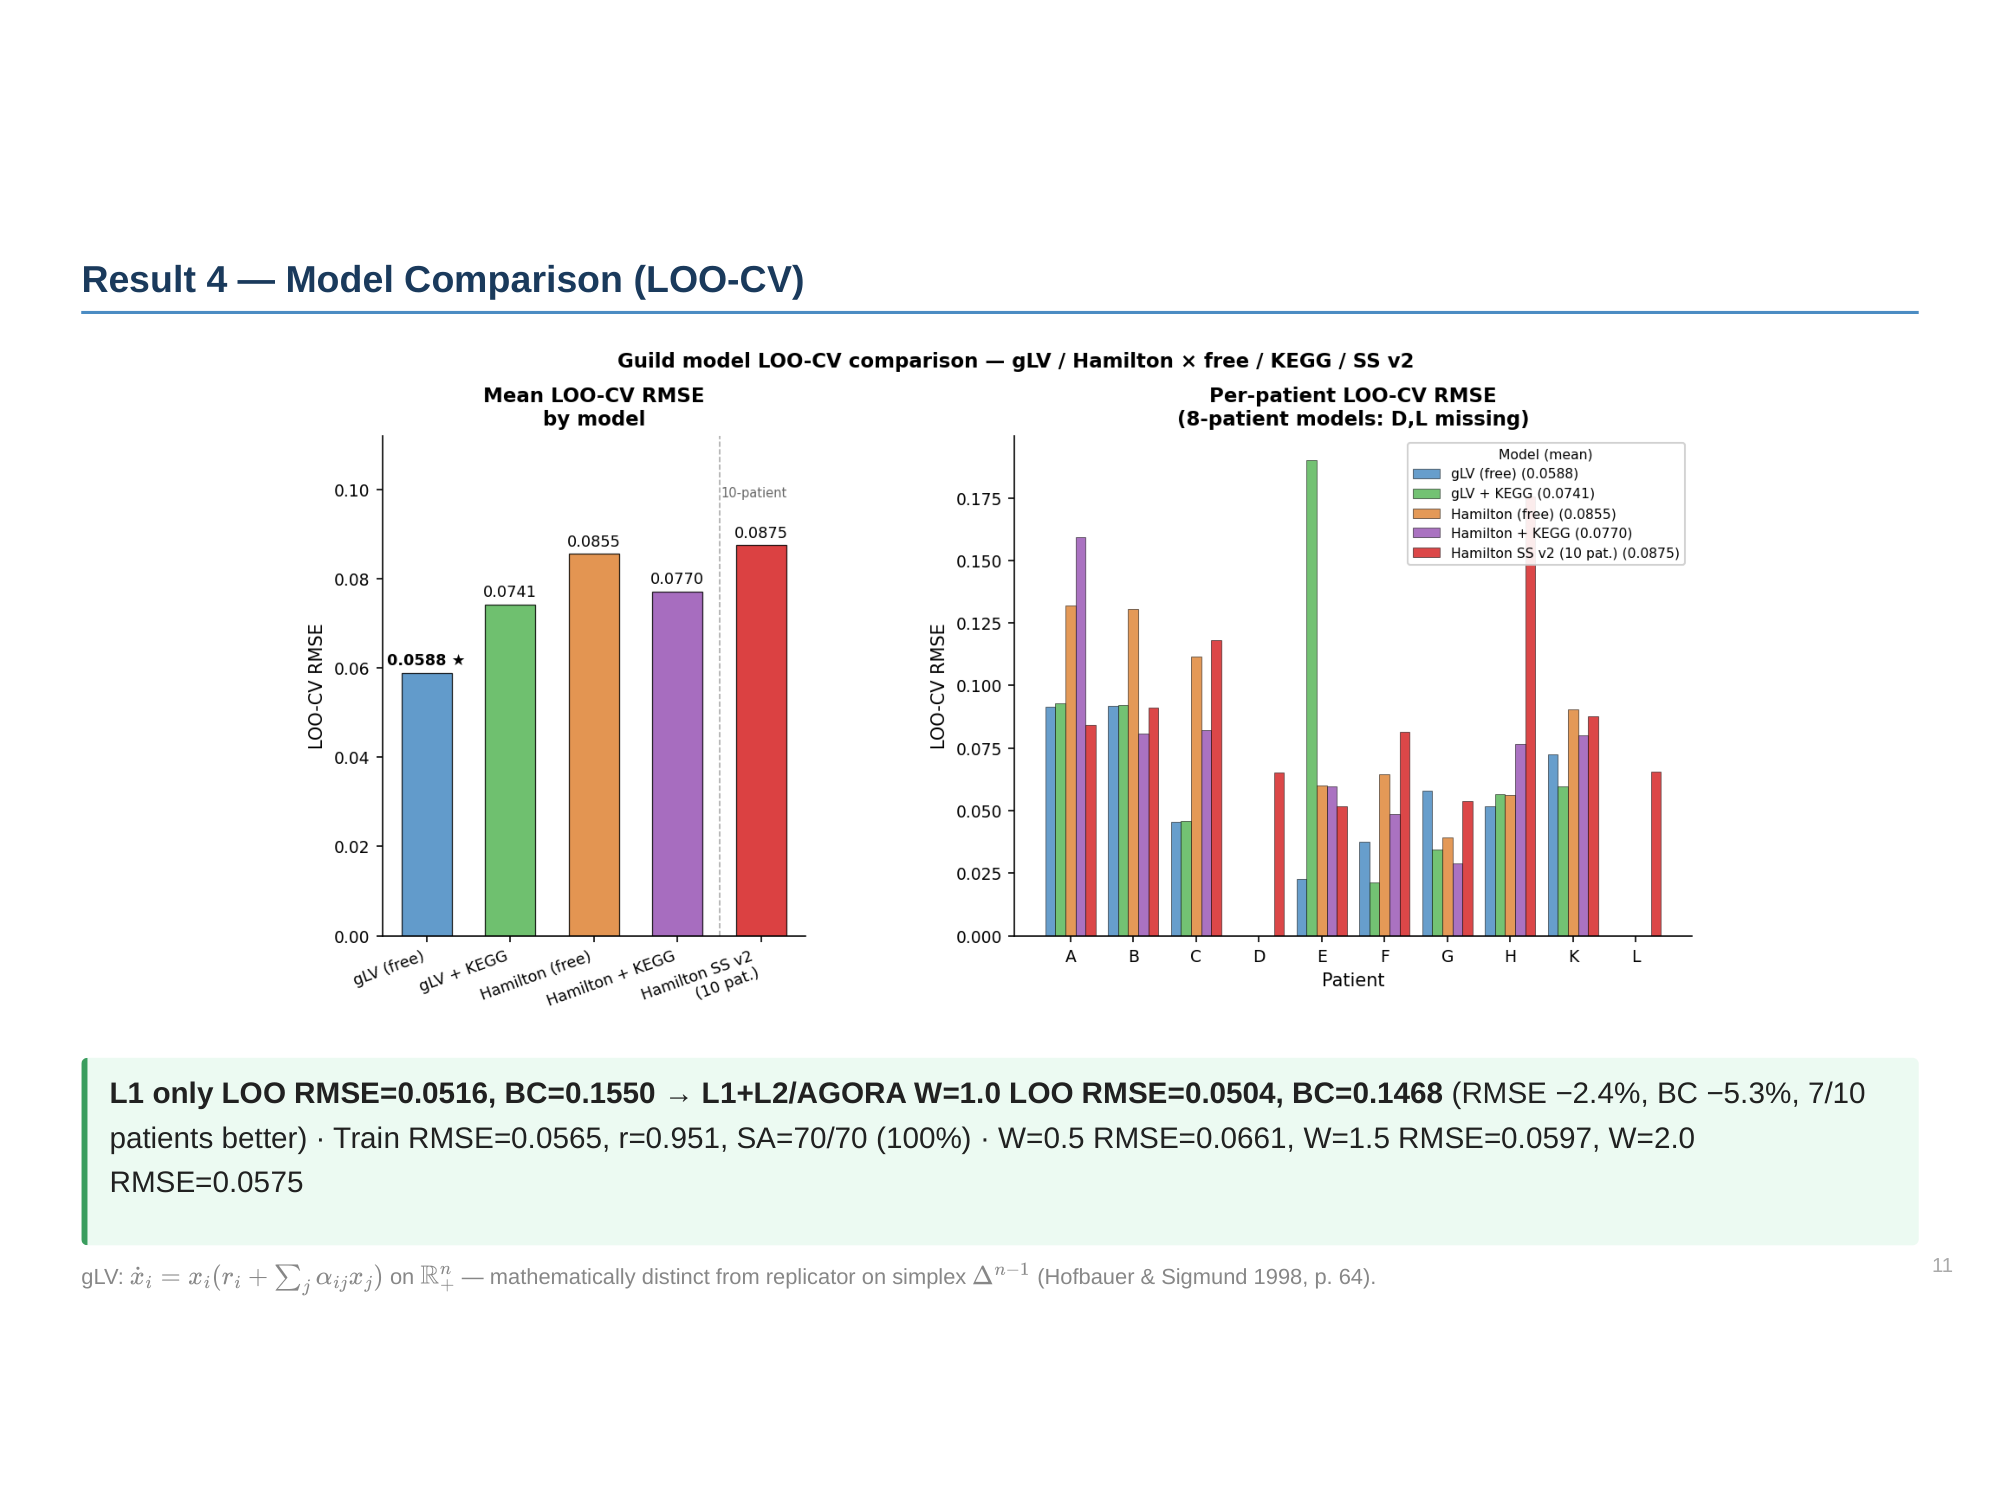 Result 4 — Model Comparison (LOO-CV)
Guild model LOO-CV comparison — gLV / Hamilton × free / KEGG / SS v2
Mean LOO-CV RMSE
by model
LOO-CV RMSE
0.10
0.08
0.06
0.04
0.02
0.00
0.0588 ★
0.0741
0.0855
0.0770
0.0875
10-patient
gLV (free)
gLV + KEGG
Hamilton (free)
Hamilton + KEGG
Hamilton SS v2
(10 pat.)
Per-patient LOO-CV RMSE
(8-patient models: D,L missing)
LOO-CV RMSE
0.175
0.150
0.125
0.100
0.075
0.050
0.025
0.000
Model (mean)
gLV (free) (0.0588)
gLV + KEGG (0.0741)
Hamilton (free) (0.0855)
Hamilton + KEGG (0.0770)
Hamilton SS v2 (10 pat.) (0.0875)
A B C D E F G H K L
Patient
L1 only LOO RMSE=0.0516, BC=0.1550 → L1+L2/AGORA W=1.0 LOO RMSE=0.0504, BC=0.1468 (RMSE −2.4%, BC −5.3%, 7/10
patients better) · Train RMSE=0.0565, r=0.951, SA=70/70 (100%) · W=0.5 RMSE=0.0661, W=1.5 RMSE=0.0597, W=2.0
RMSE=0.0575
gLV: ẋ_i = x_i(r_i + ∑_j α_ij x_j) on ℝ^n_+ — mathematically distinct from replicator on simplex Δ^{n−1} (Hofbauer & Sigmund 1998, p. 64).
11